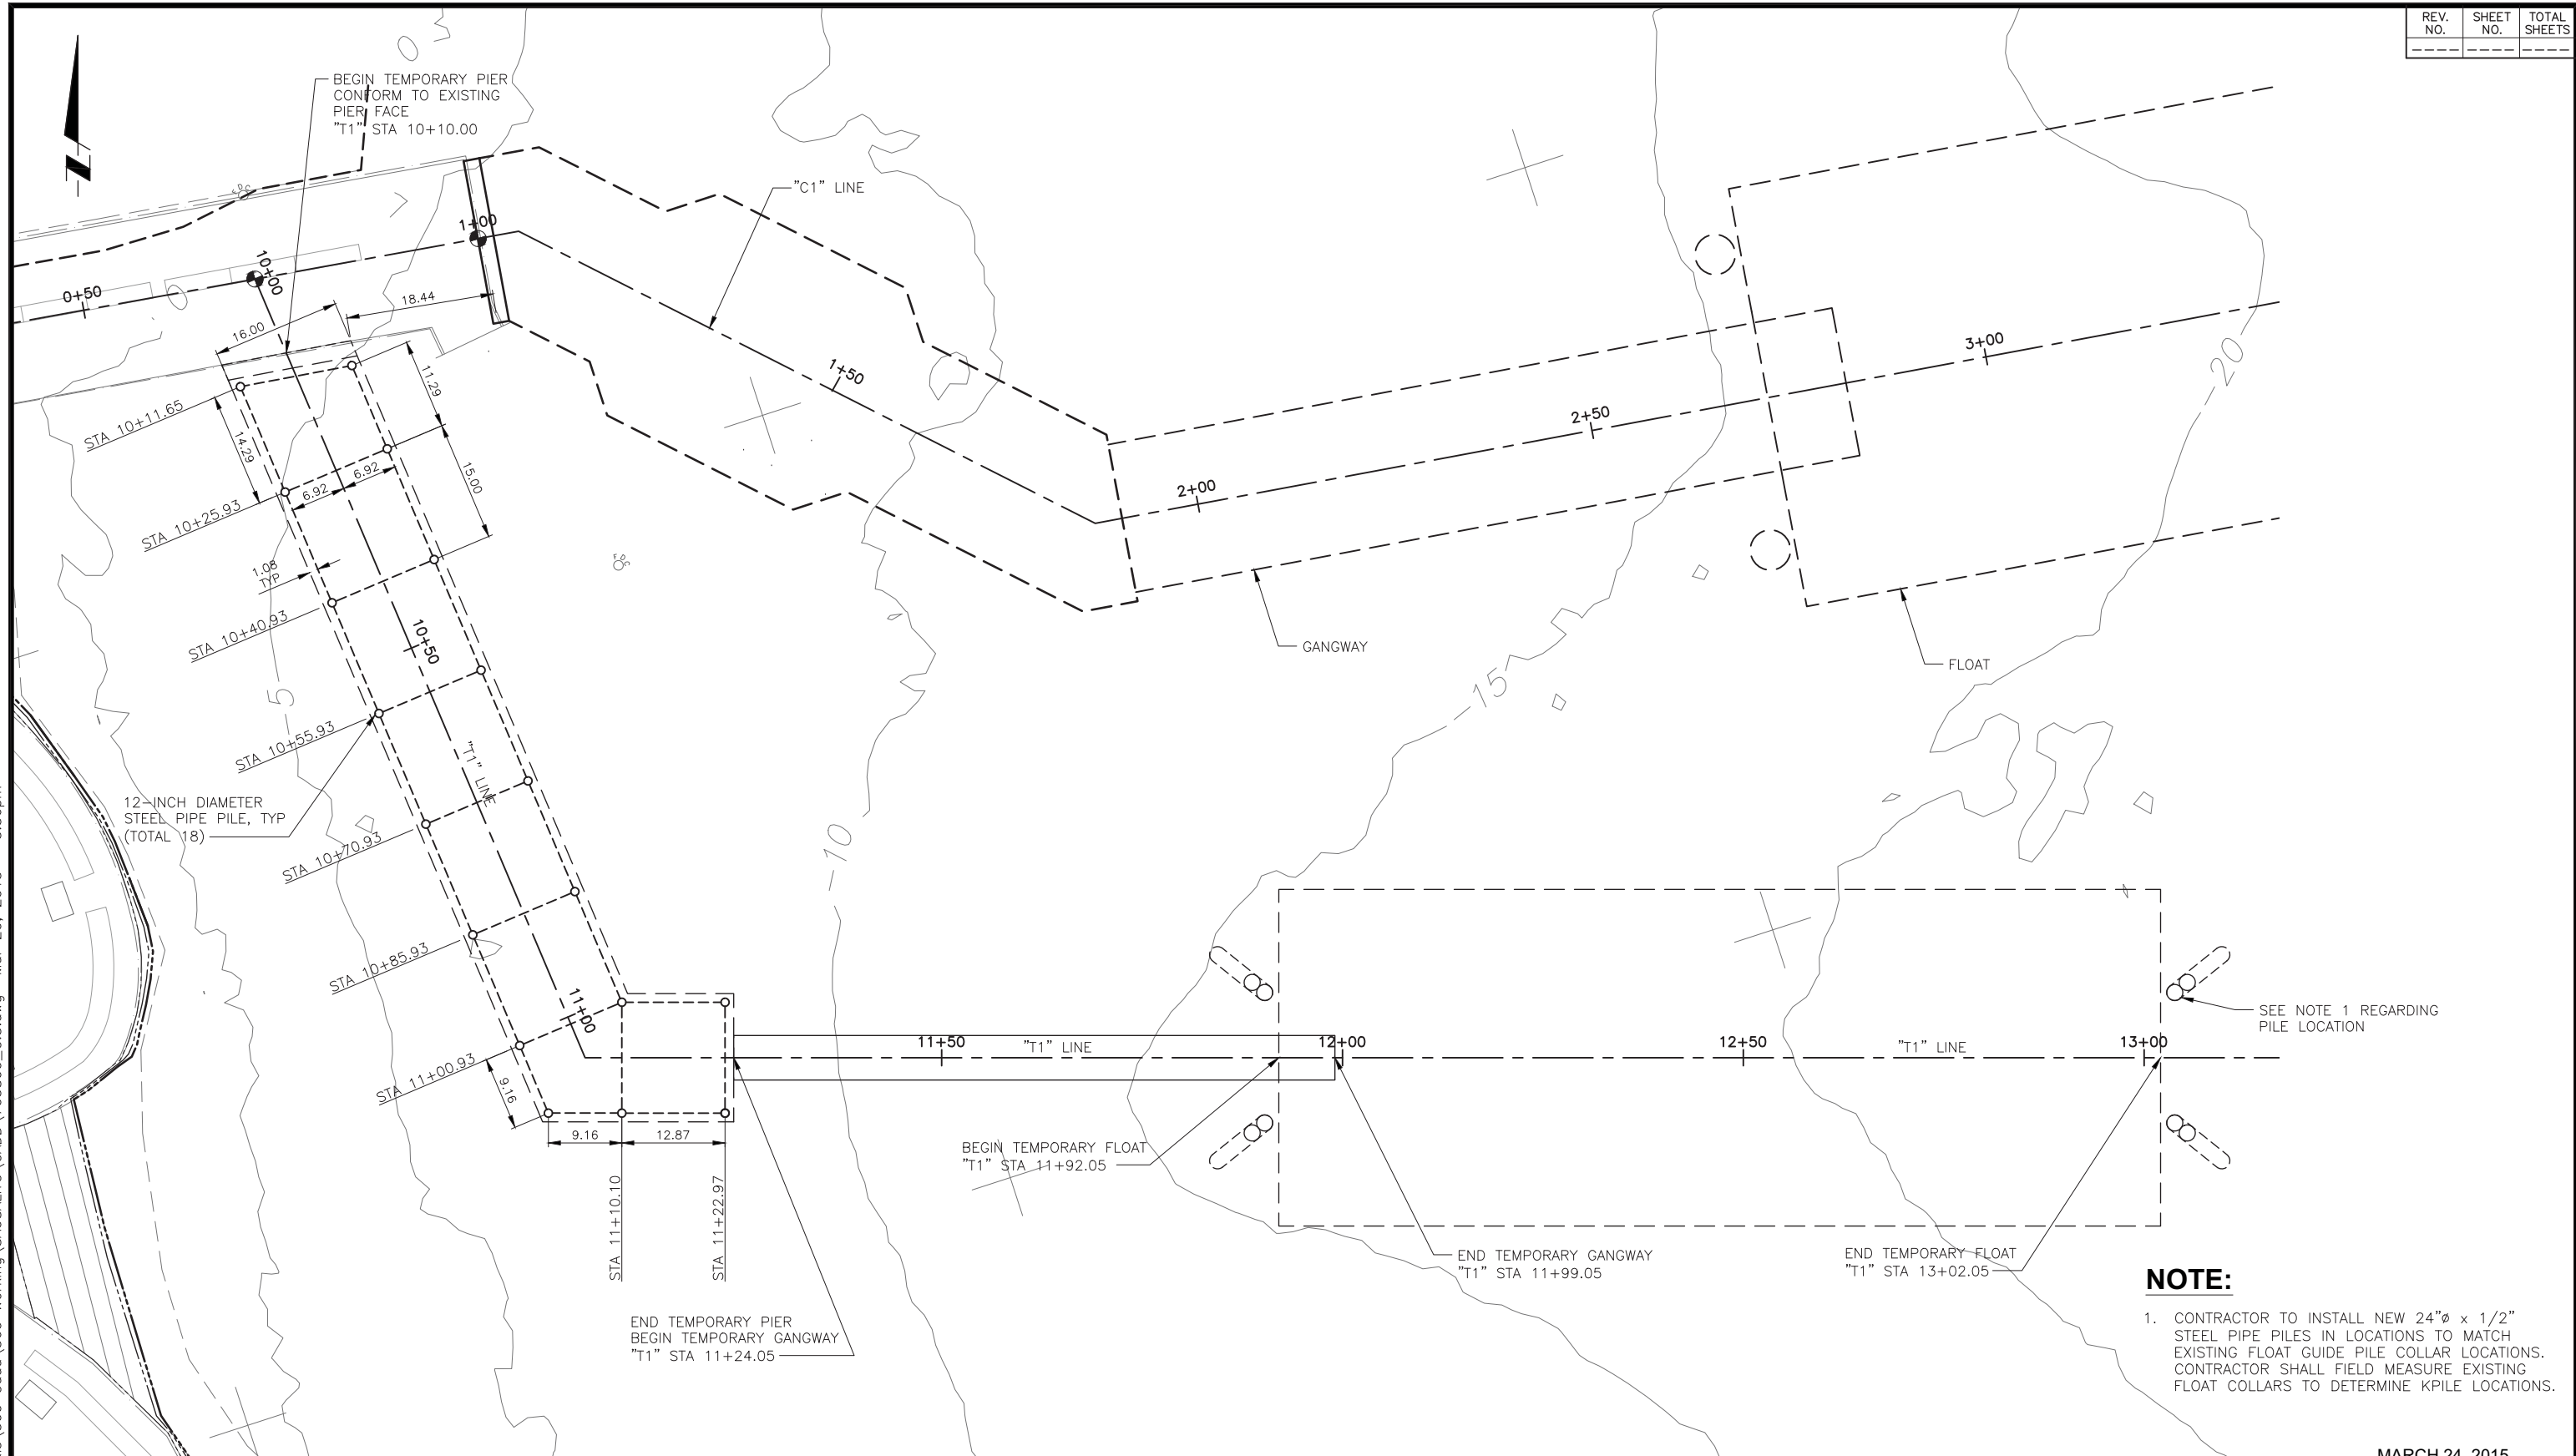 REV. NO.
SHEET NO.
TOTAL SHEETS
N
BEGIN TEMPORARY PIER
CONFORM TO EXISTING
PIER FACE
"T1" STA 10+10.00
0
"C1" LINE
0+50
0
10+00
1+00
16.00
18.44
1+50
2+00
2+50
3+00
20
STA 10+11.65
14.29
11.29
6.92
6.92
15.00
STA 10+25.93
1.08
TYP
STA 10+40.93
10+50
5
GANGWAY
FLOAT
15
STA 10+55.93
"T1" LINE
12-INCH DIAMETER
STEEL PIPE PILE, TYP
(TOTAL 18)
STA 10+70.93
10
STA 10+85.93
11+00
STA 11+00.93
9.16
9.16
12.87
STA 11+10.10
STA 11+22.97
11+50
"T1" LINE
12+00
12+50
"T1" LINE
13+00
SEE NOTE 1 REGARDING
PILE LOCATION
BEGIN TEMPORARY FLOAT
"T1" STA 11+92.05
END TEMPORARY GANGWAY
"T1" STA 11+99.05
END TEMPORARY FLOAT
"T1" STA 13+02.05
END TEMPORARY PIER
BEGIN TEMPORARY GANGWAY
"T1" STA 11+24.05
NOTE:
1. CONTRACTOR TO INSTALL NEW 24"ø x 1/2"
STEEL PIPE PILES IN LOCATIONS TO MATCH
EXISTING FLOAT GUIDE PILE COLLAR LOCATIONS.
CONTRACTOR SHALL FIELD MEASURE EXISTING
FLOAT COLLARS TO DETERMINE KPILE LOCATIONS.
MARCH 24, 2015